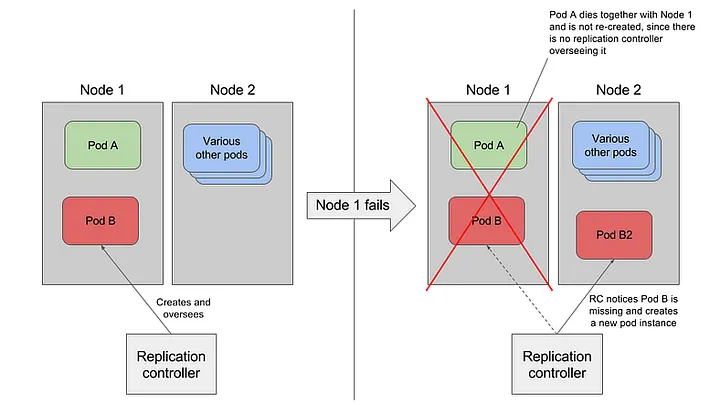 Node 1
Node 2
Pod A
Various
other pods
Pod B
Creates and
oversees
Replication
controller
Node 1 fails
Pod A dies together with Node 1
and is not re-created, since there
is no replication controller
overseeing it
Node 1
Node 2
Pod A
Various
other pods
Pod B
Pod B2
RC notices Pod B is
missing and creates
a new pod instance
Replication
controller